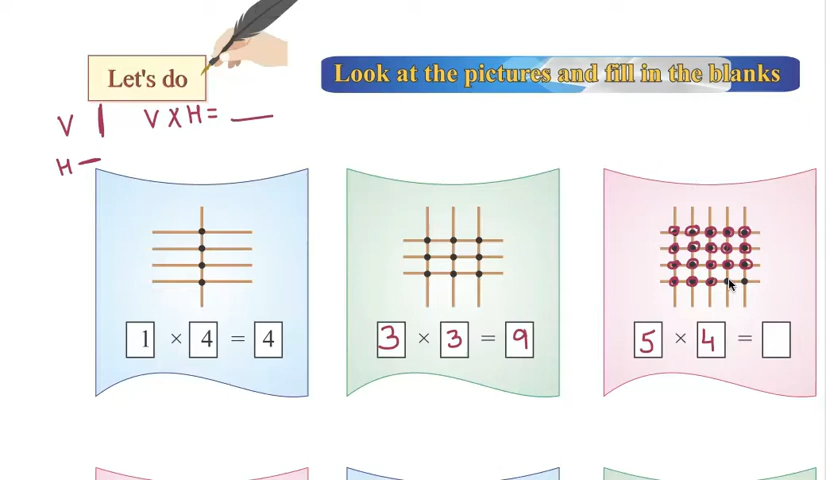 Let's do
Look at the pictures and fill in the blanks
V | V X H = __
H —
1 × 4 = 4
3 × 3 = 9
5 × 4 =